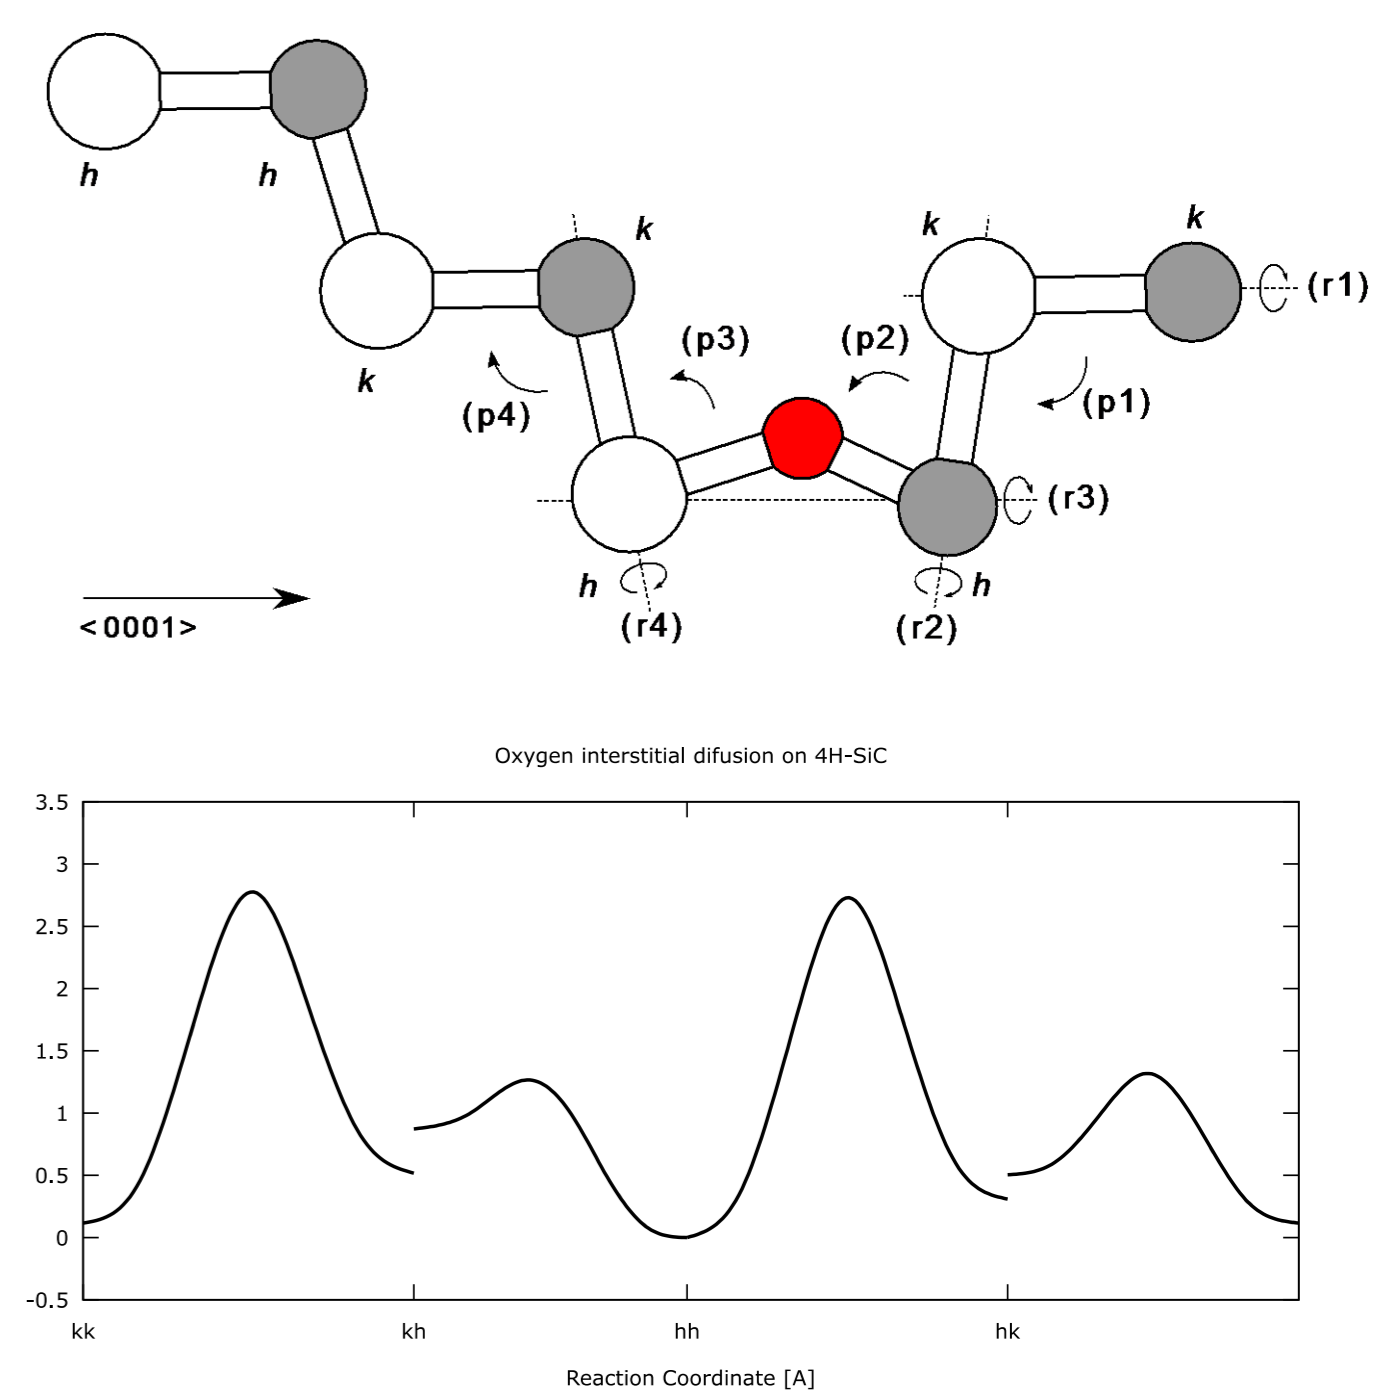 h h
k
k
k
k
k
(r1)
(p3)
(p2)
(p4)
(p1)
(r3)
h
h
(r4)
(r2)
<0001>
Oxygen interstitial difusion on 4H-SiC
3.5
3
2.5
2
1.5
1
0.5
0
-0.5
kk kh hh hk
Reaction Coordinate [A]